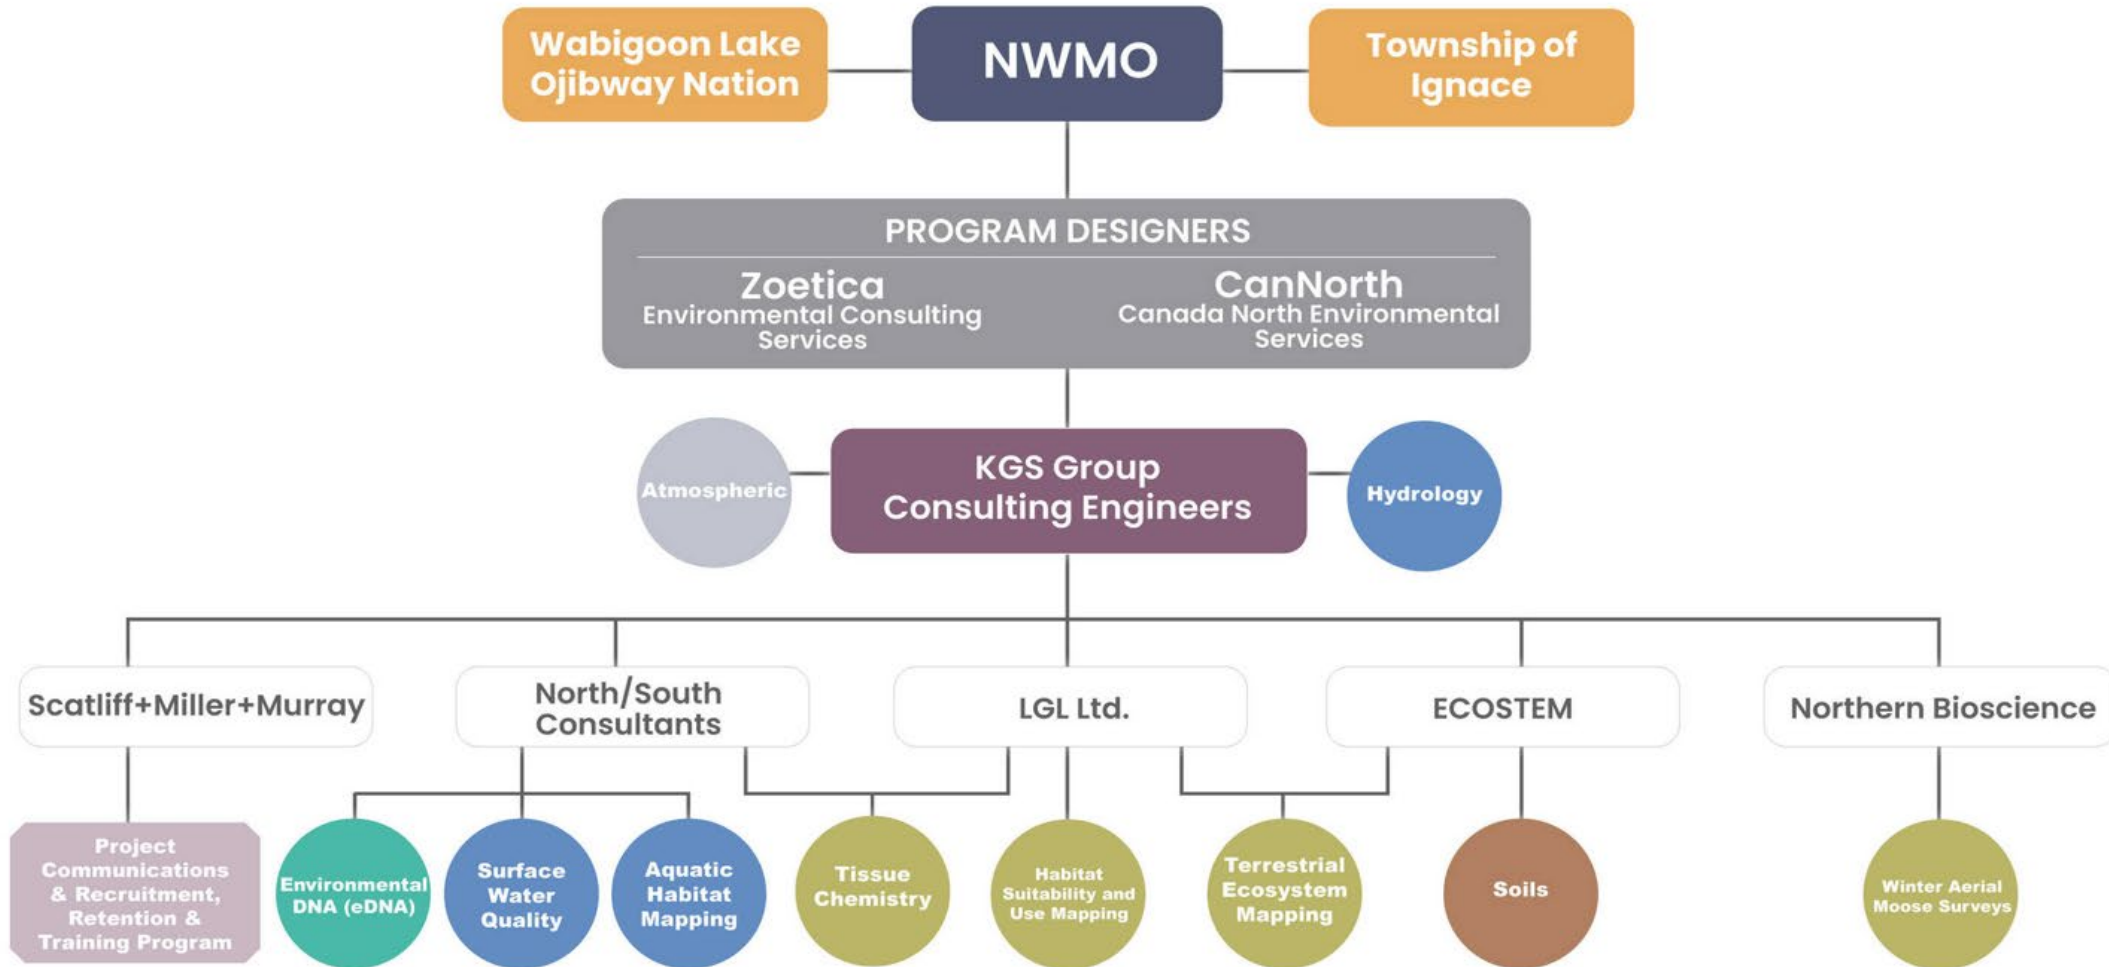 Wabigoon Lake
Ojibway Nation
NWMO
Township of
Ignace
PROGRAM DESIGNERS
Zoetica
Environmental Consulting
Services
CanNorth
Canada North Environmental
Services
Atmospheric
KGS Group
Consulting Engineers
Hydrology
Scatliff+Miller+Murray
North/South
Consultants
LGL Ltd.
ECOSTEM
Northern Bioscience
Project
Communications
& Recruitment,
Retention &
Training Program
Environmental
DNA (eDNA)
Surface
Water
Quality
Aquatic
Habitat
Mapping
Tissue
Chemistry
Habitat
Suitability and
Use Mapping
Terrestrial
Ecosystem
Mapping
Soils
Winter Aerial
Moose Surveys